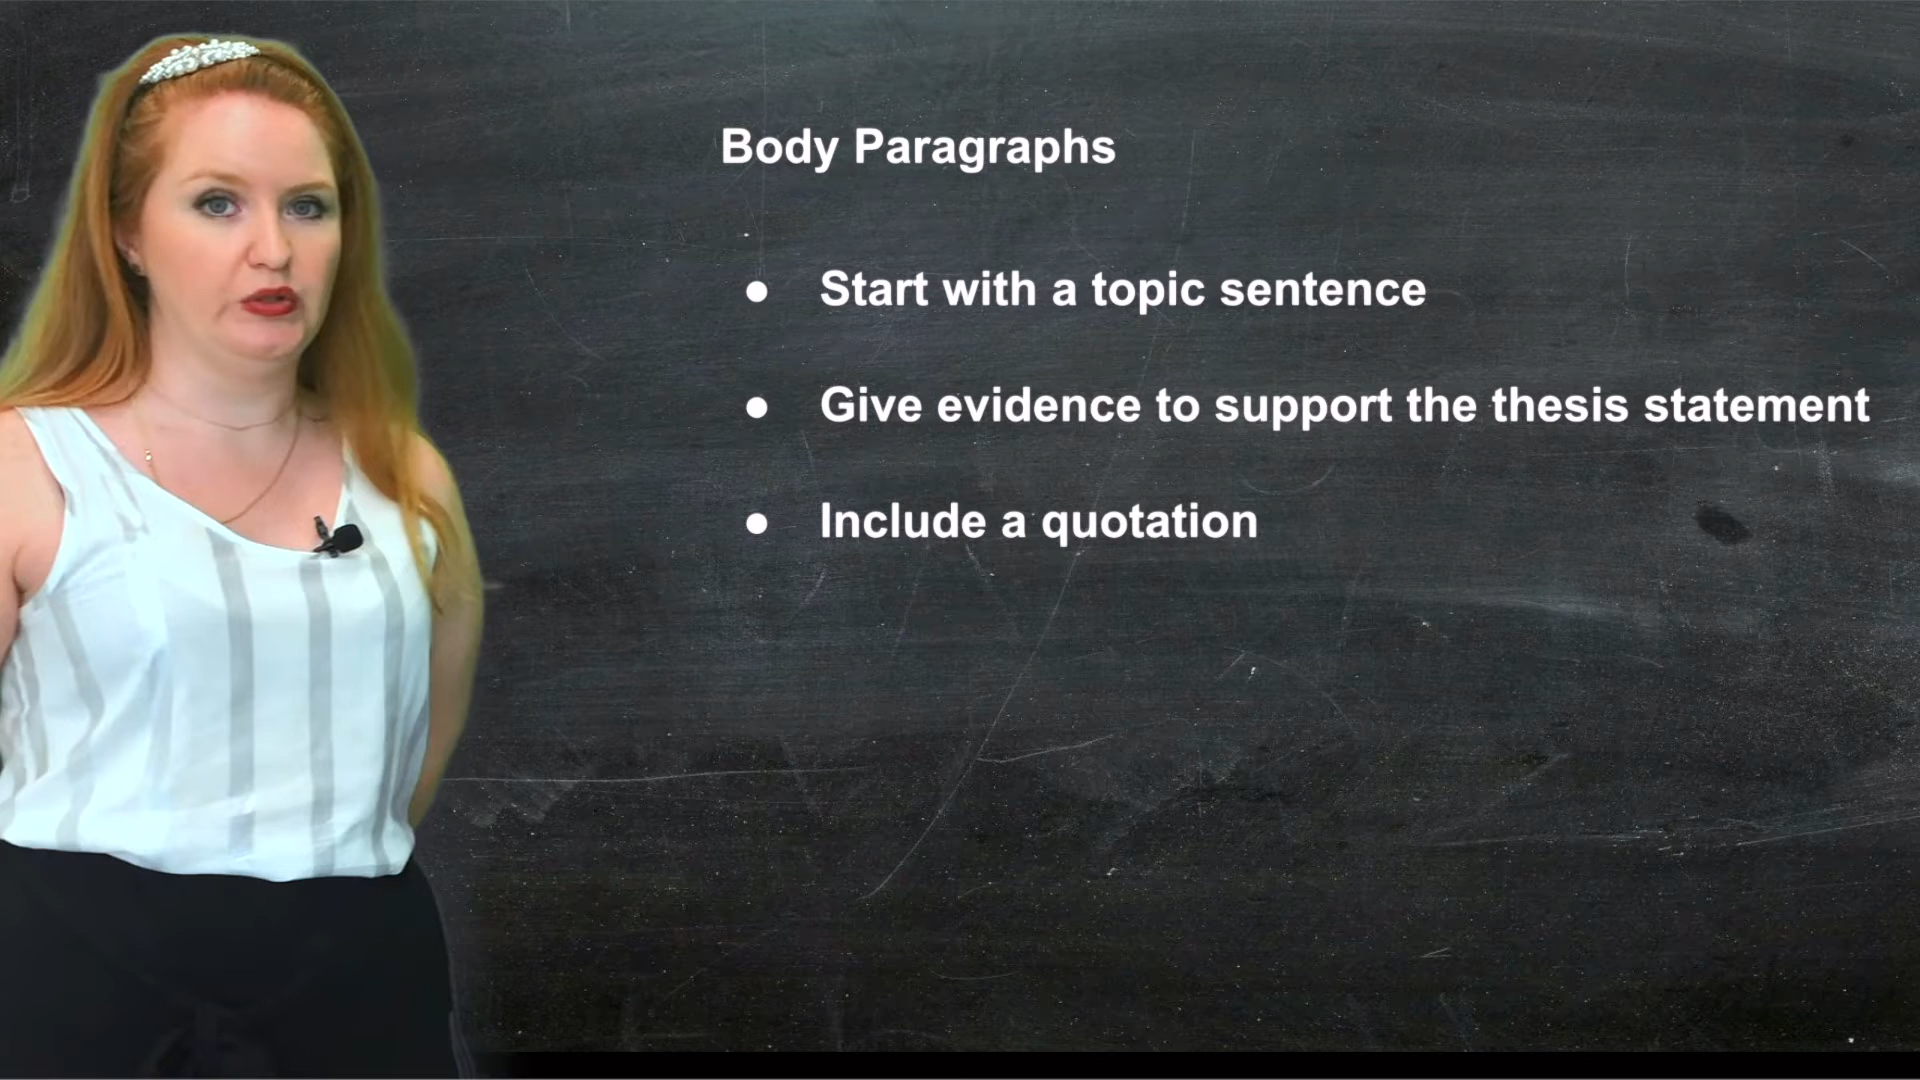 Body Paragraphs
● Start with a topic sentence
● Give evidence to support the thesis statement
● Include a quotation